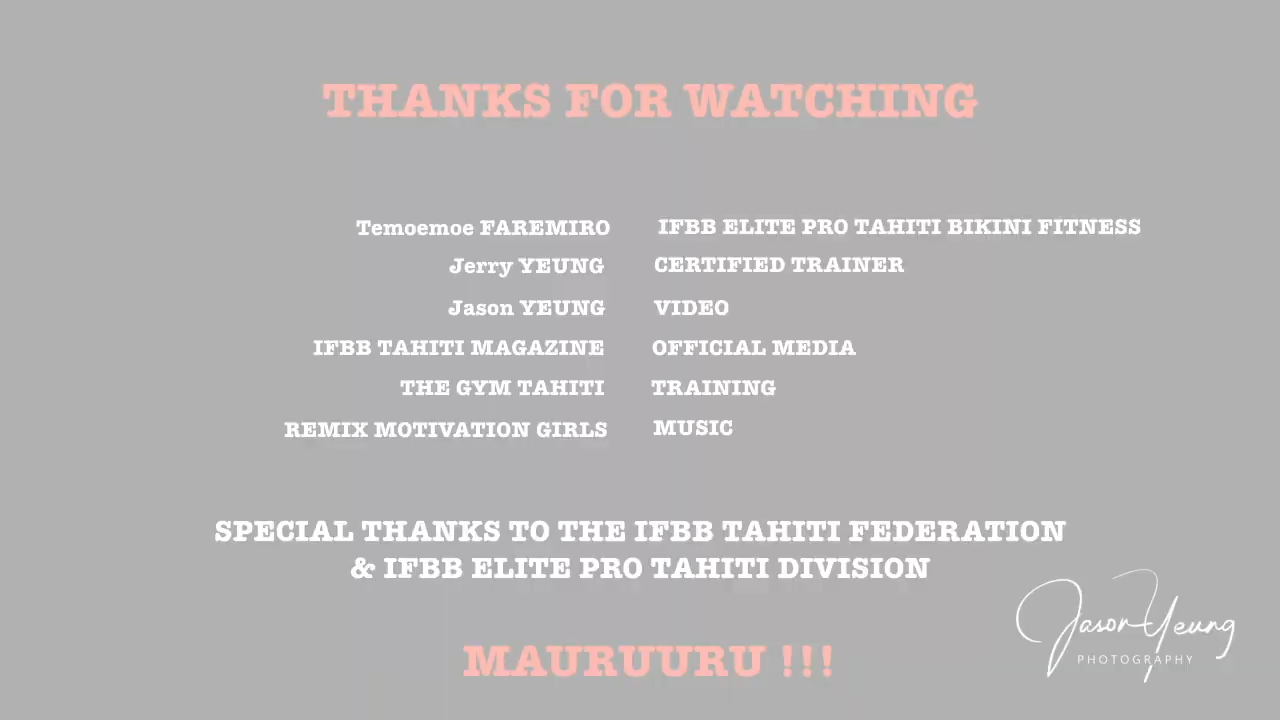 THANKS FOR WATCHING
Temoemoe FAREMIRO IFBB ELITE PRO TAHITI BIKINI FITNESS
Jerry YEUNG CERTIFIED TRAINER
Jason YEUNG VIDEO
IFBB TAHITI MAGAZINE OFFICIAL MEDIA
THE GYM TAHITI TRAINING
REMIX MOTIVATION GIRLS MUSIC
SPECIAL THANKS TO THE IFBB TAHITI FEDERATION
& IFBB ELITE PRO TAHITI DIVISION
Jason Yeung
PHOTOGRAPHY
MAURUURU !!!